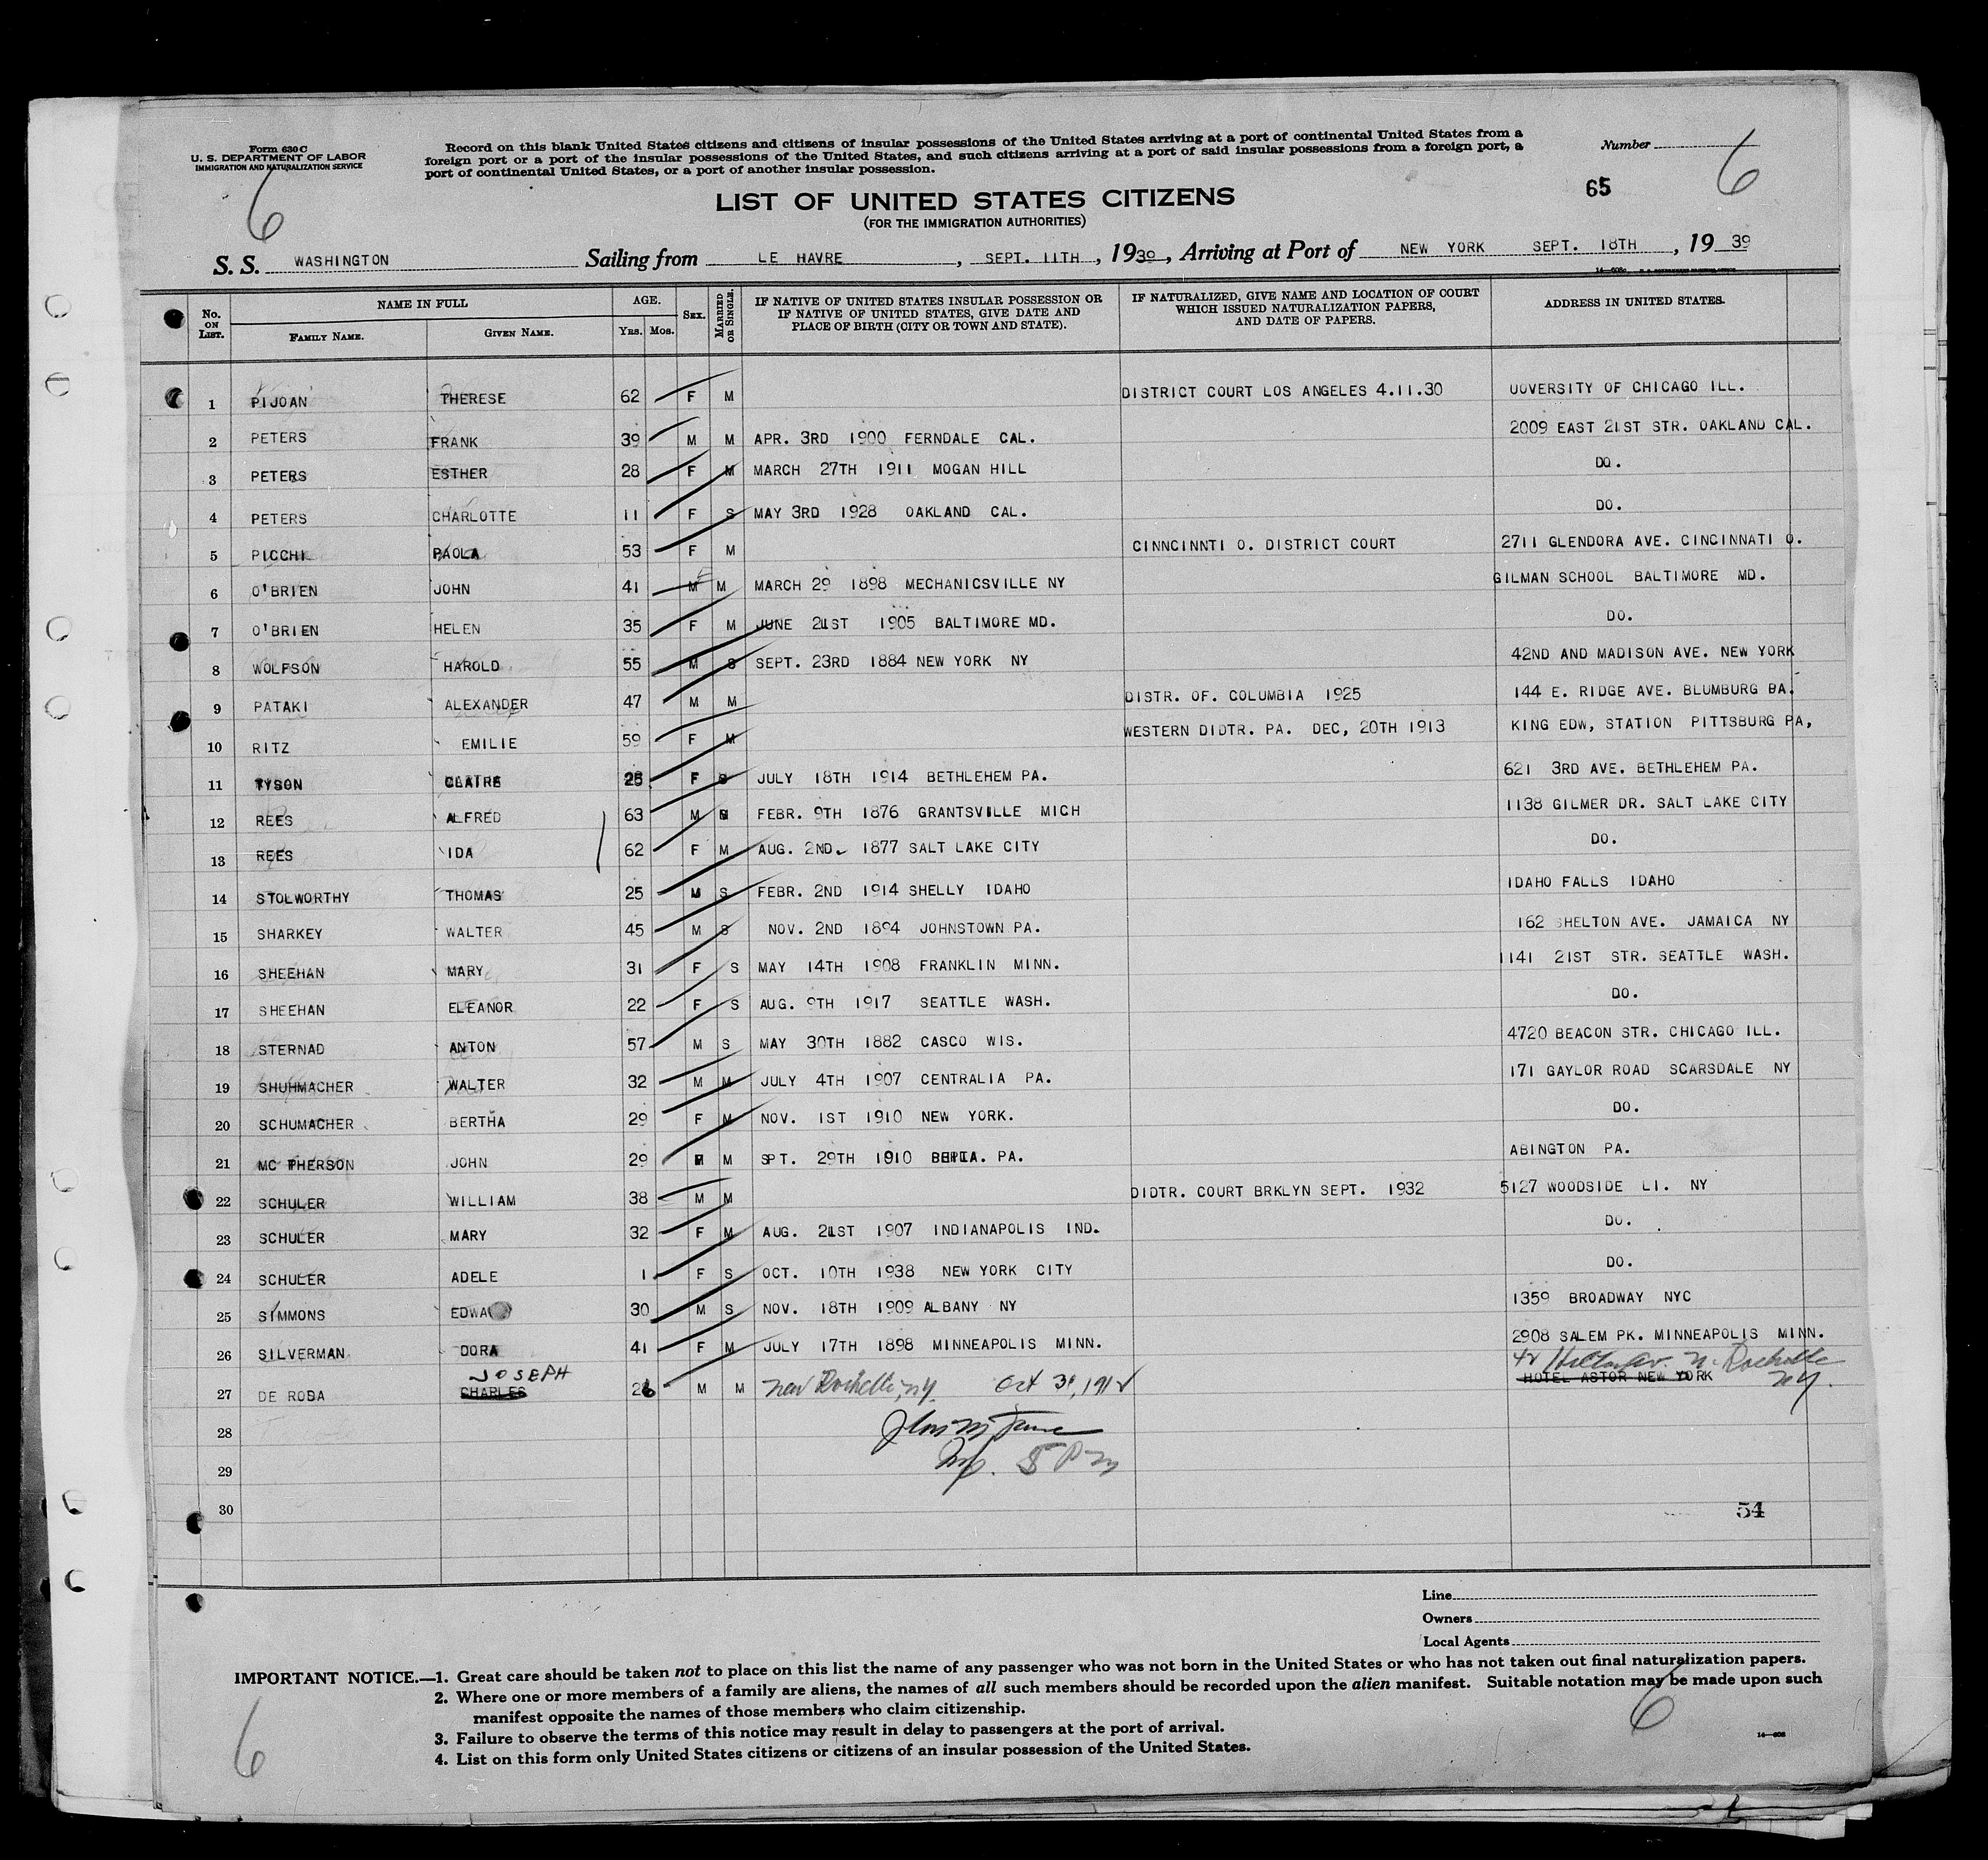 Form 630 C
U. S. DEPARTMENT OF LABOR
IMMIGRATION AND NATURALIZATION SERVICE
Record on this blank United States citizens and citizens of insular possessions of the United States arriving at a port of continental United States from a
foreign port or a port of the insular possessions of the United States, and such citizens arriving at a port of said insular possessions from a foreign port, a
port of continental United States, or a port of another insular possession.
Number
6
65
6
LIST OF UNITED STATES CITIZENS
(FOR THE IMMIGRATION AUTHORITIES)
S. S. WASHINGTON Sailing from LE HAVRE, SEPT. 11TH, 1939, Arriving at Port of NEW YORK SEPT. 18TH, 19 39
No. ON LIST. NAME IN FULL FAMILY NAME. GIVEN NAME. AGE. YRS. MOS. SEX. MARRIED OR SINGLE. IF NATIVE OF UNITED STATES INSULAR POSSESSION OR IF NATIVE OF UNITED STATES, GIVE DATE AND PLACE OF BIRTH (CITY OR TOWN AND STATE). IF NATURALIZED, GIVE NAME AND LOCATION OF COURT WHICH ISSUED NATURALIZATION PAPERS, AND DATE OF PAPERS. ADDRESS IN UNITED STATES.
1 PIJOAN THERESE 62 F M DISTRICT COURT LOS ANGELES 4.11.30 UOVERSITY OF CHICAGO ILL.
2 PETERS FRANK 39 M M APR. 3RD 1900 FERNDALE CAL. 2009 EAST 21ST STR. OAKLAND CAL.
3 PETERS ESTHER 28 F M MARCH 27TH 1911 MOGAN HILL DO.
4 PETERS CHARLOTTE 11 F S MAY 3RD 1928 OAKLAND CAL. DO.
5 PICCHI PAOLA 53 F M CINNCINNTI O. DISTRICT COURT 2711 GLENDORA AVE. CINCINNATI O.
6 O'BRIEN JOHN 41 M M MARCH 29 1898 MECHANICSVILLE NY GILMAN SCHOOL BALTIMORE MD.
7 O'BRIEN HELEN 35 F M JUNE 21ST 1905 BALTIMORE MD. DO.
8 WOLFSON HAROLD 55 M S SEPT. 23RD 1884 NEW YORK NY 42ND AND MADISON AVE. NEW YORK
9 PATAKI ALEXANDER 47 M M DISTR. OF. COLUMBIA 1925 144 E. RIDGE AVE. BLUMBURG BA.
10 RITZ EMILIE 59 F M WESTERN DIDTR. PA. DEC, 20TH 1913 KING EDW, STATION PITTSBURG PA,
11 TYSON CLAIRE 25 F S JULY 18TH 1914 BETHLEHEM PA. 621 3RD AVE. BETHLEHEM PA.
12 REES ALFRED 63 M M FEBR. 9TH 1876 GRANTSVILLE MICH 1138 GILMER DR. SALT LAKE CITY
13 REES IDA 62 F M AUG. 2ND. 1877 SALT LAKE CITY DO.
14 STOLWORTHY THOMAS 25 M S FEBR. 2ND 1914 SHELLY IDAHO IDAHO FALLS IDAHO
15 SHARKEY WALTER 45 M S NOV. 2ND 1894 JOHNSTOWN PA. 162 SHELTON AVE. JAMAICA NY
16 SHEEHAN MARY 31 F S MAY 14TH 1908 FRANKLIN MINN. 1141 21ST STR. SEATTLE WASH.
17 SHEEHAN ELEANOR 22 F S AUG. 9TH 1917 SEATTLE WASH. DO.
18 STERNAD ANTON 57 M S MAY 30TH 1882 CASCO WIS. 4720 BEACON STR. CHICAGO ILL.
19 SHUHMACHER WALTER 32 M M JULY 4TH 1907 CENTRALIA PA. 171 GAYLOR ROAD SCARSDALE NY
20 SCHUMACHER BERTHA 29 F M NOV. 1ST 1910 NEW YORK. DO.
21 MC PHERSON JOHN 29 M M SPT. 29TH 1910 PA. ABINGTON PA.
22 SCHULER WILLIAM 38 M M DIDTR. COURT BRKLYN SEPT. 1932 5127 WOODSIDE LI. NY
23 SCHULER MARY 32 F M AUG. 21ST 1907 INDIANAPOLIS IND. DO.
24 SCHULER ADELE 1 F S OCT. 10TH 1938 NEW YORK CITY DO.
25 SIMMONS EDWA 30 M S NOV. 18TH 1909 ALBANY NY 1359 BROADWAY NYC
26 SILVERMAN DORA 41 F M JULY 17TH 1898 MINNEAPOLIS MINN. 2908 SALEM PK. MINNEAPOLIS MINN.
JOSEPH N. Rochelle
27 DE ROSA CHARLES 26 M M New Rochelle NY. Oct 31, 1912 HOTEL ASTOR NEW YORK NY.
28
29 5 PM
30
54
Line
Owners
Local Agents
IMPORTANT NOTICE.—1. Great care should be taken not to place on this list the name of any passenger who was not born in the United States or who has not taken out final naturalization papers.
2. Where one or more members of a family are aliens, the names of all such members should be recorded upon the alien manifest. Suitable notation may be made upon such
manifest opposite the names of those members who claim citizenship.
3. Failure to observe the terms of this notice may result in delay to passengers at the port of arrival.
4. List on this form only United States citizens or citizens of an insular possession of the United States.
6
6
14—608